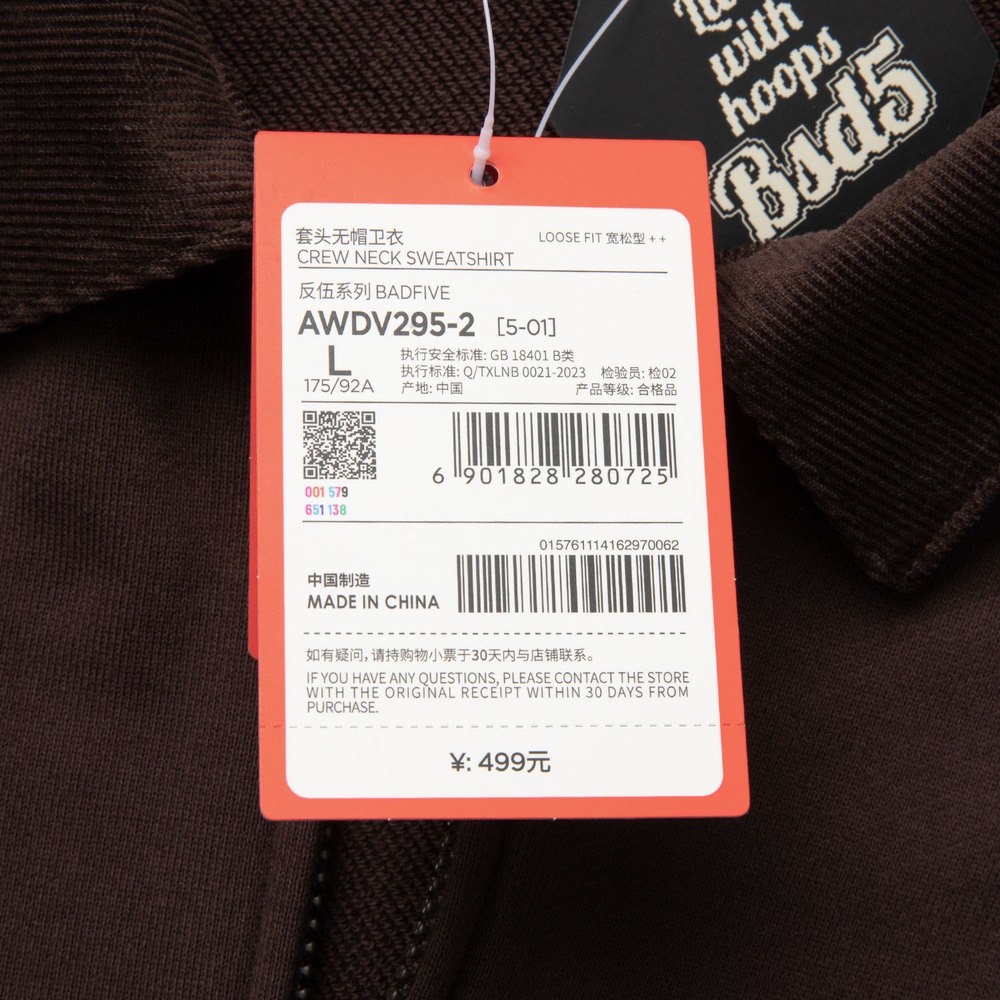 with
hoops
Bsd5
套头无帽卫衣
LOOSE FIT 宽松型 ++
CREW NECK SWEATSHIRT
反伍系列 BADFIVE
AWDV295-2 [5-01]
L
175/92A
执行安全标准: GB 18401 B类
执行标准: Q/TXLNB 0021-2023 检验员: 检02
产地: 中国 产品等级: 合格品
6 901828 280725
001 579
651 138
015761114162970062
中国制造
MADE IN CHINA
如有疑问，请持购物小票于30天内与店铺联系。
IF YOU HAVE ANY QUESTIONS, PLEASE CONTACT THE STORE
WITH THE ORIGINAL RECEIPT WITHIN 30 DAYS FROM
PURCHASE.
¥: 499元